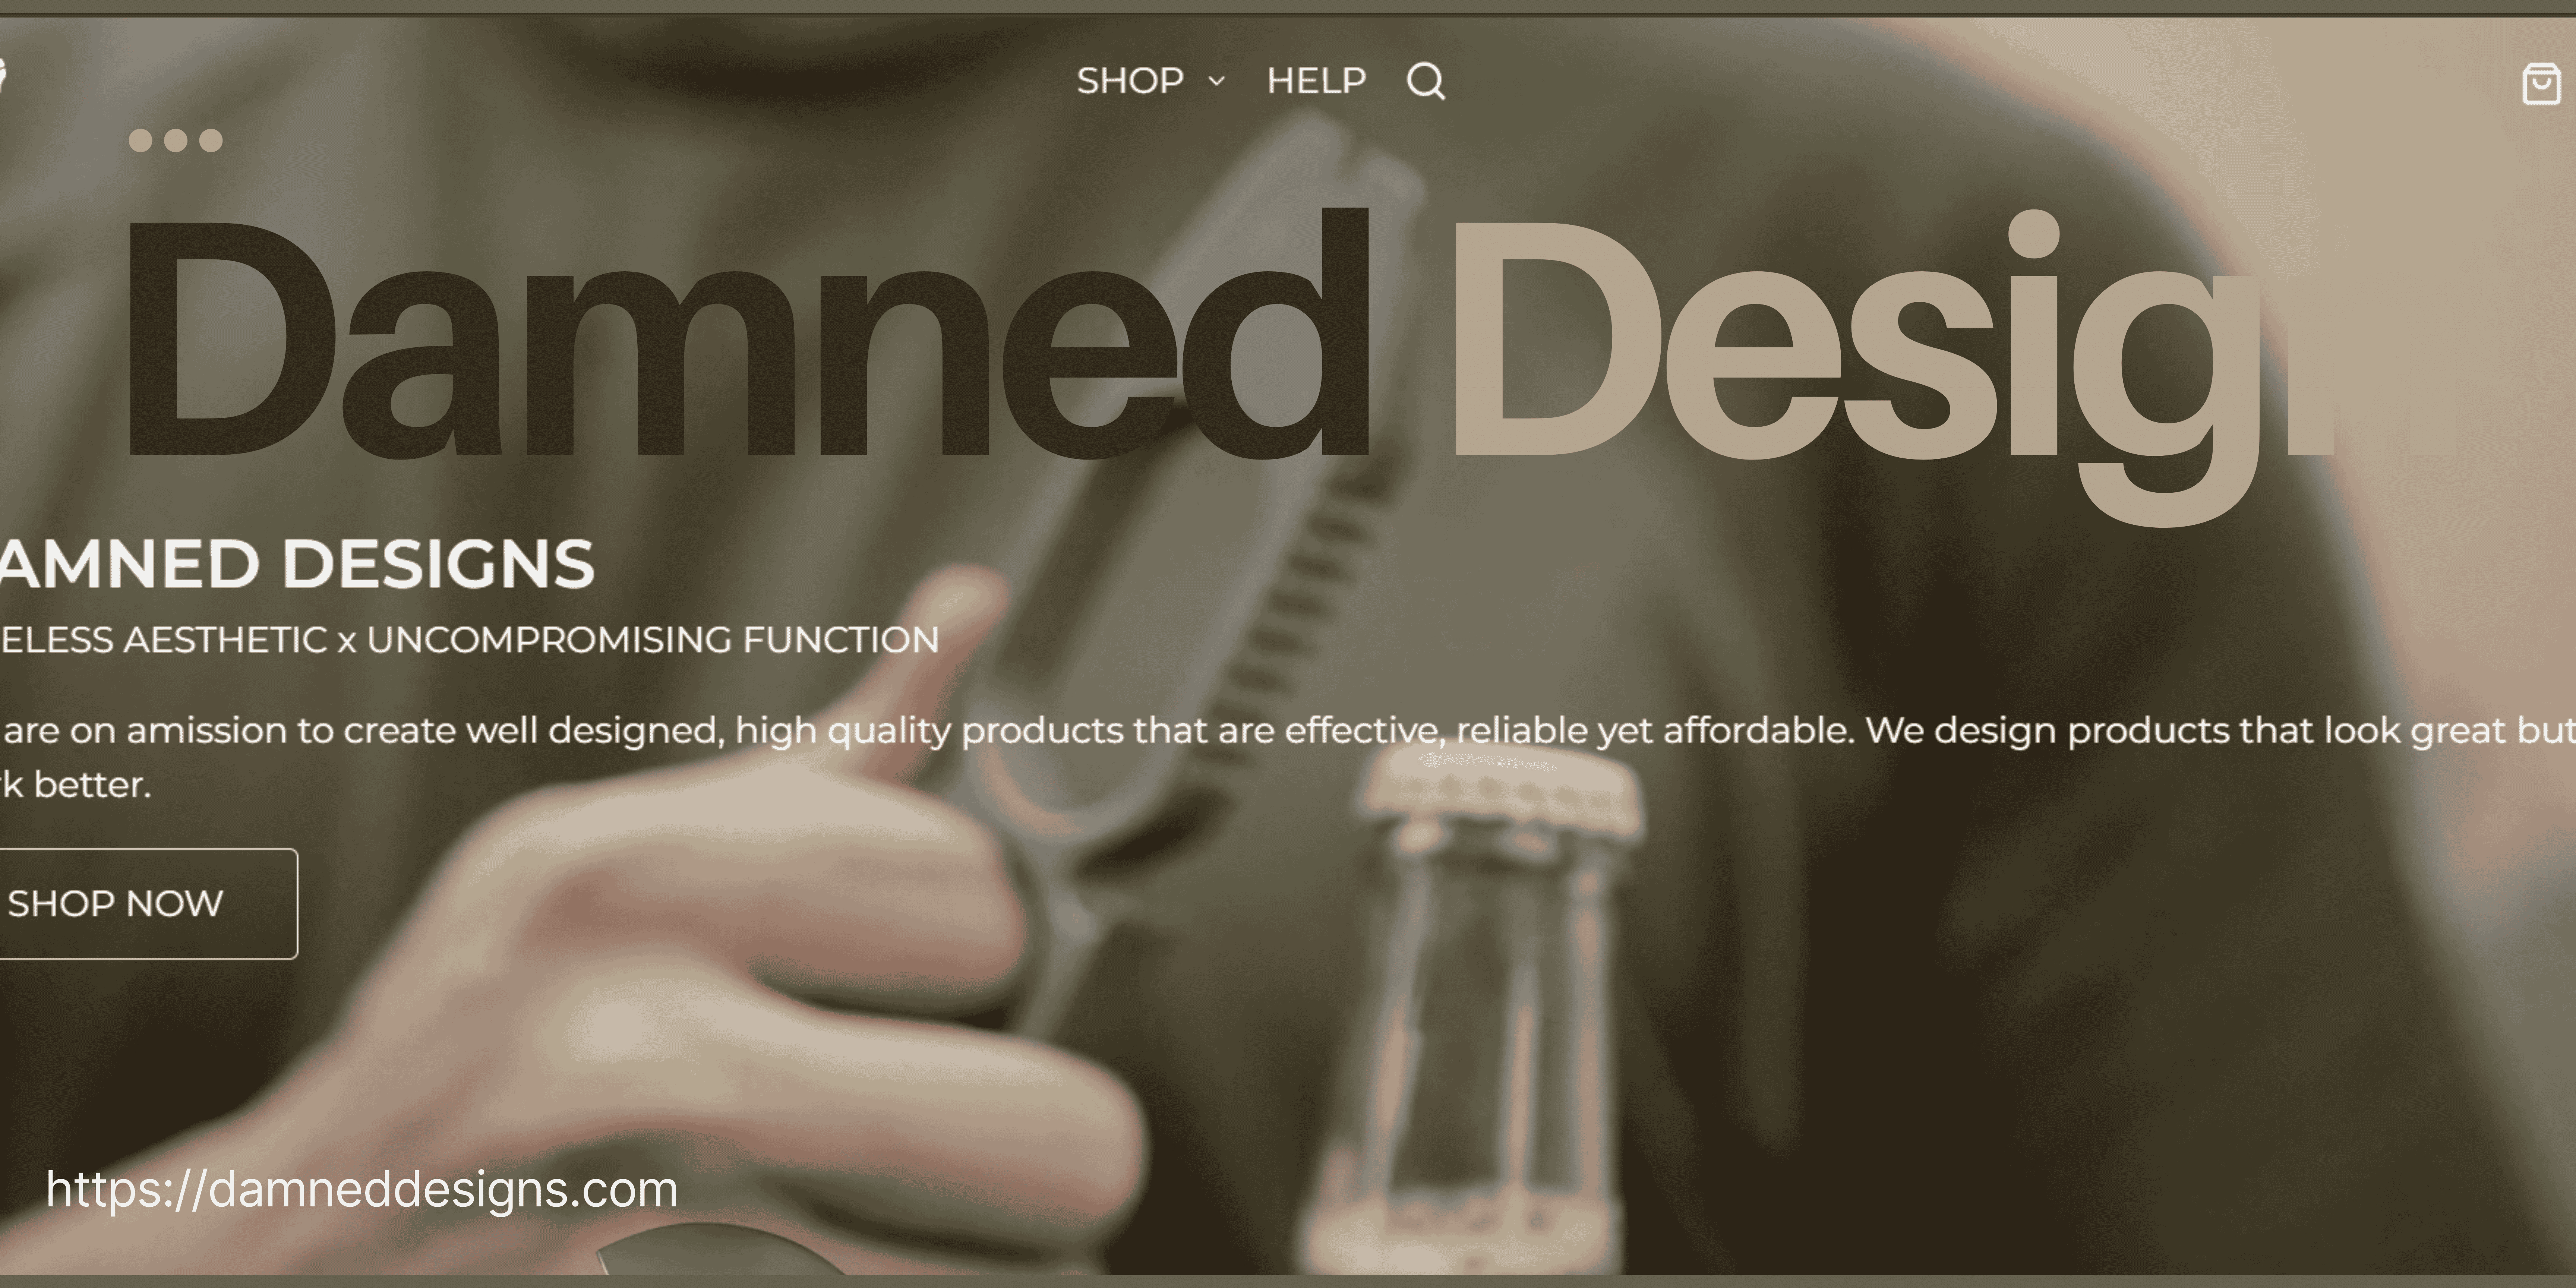 SHOP HELP
Damned Design
AMNED DESIGNS
ELESS AESTHETIC x UNCOMPROMISING FUNCTION
are on amission to create well designed, high quality products that are effective, reliable yet affordable. We design products that look great but
k better.
SHOP NOW
https://damneddesigns.com